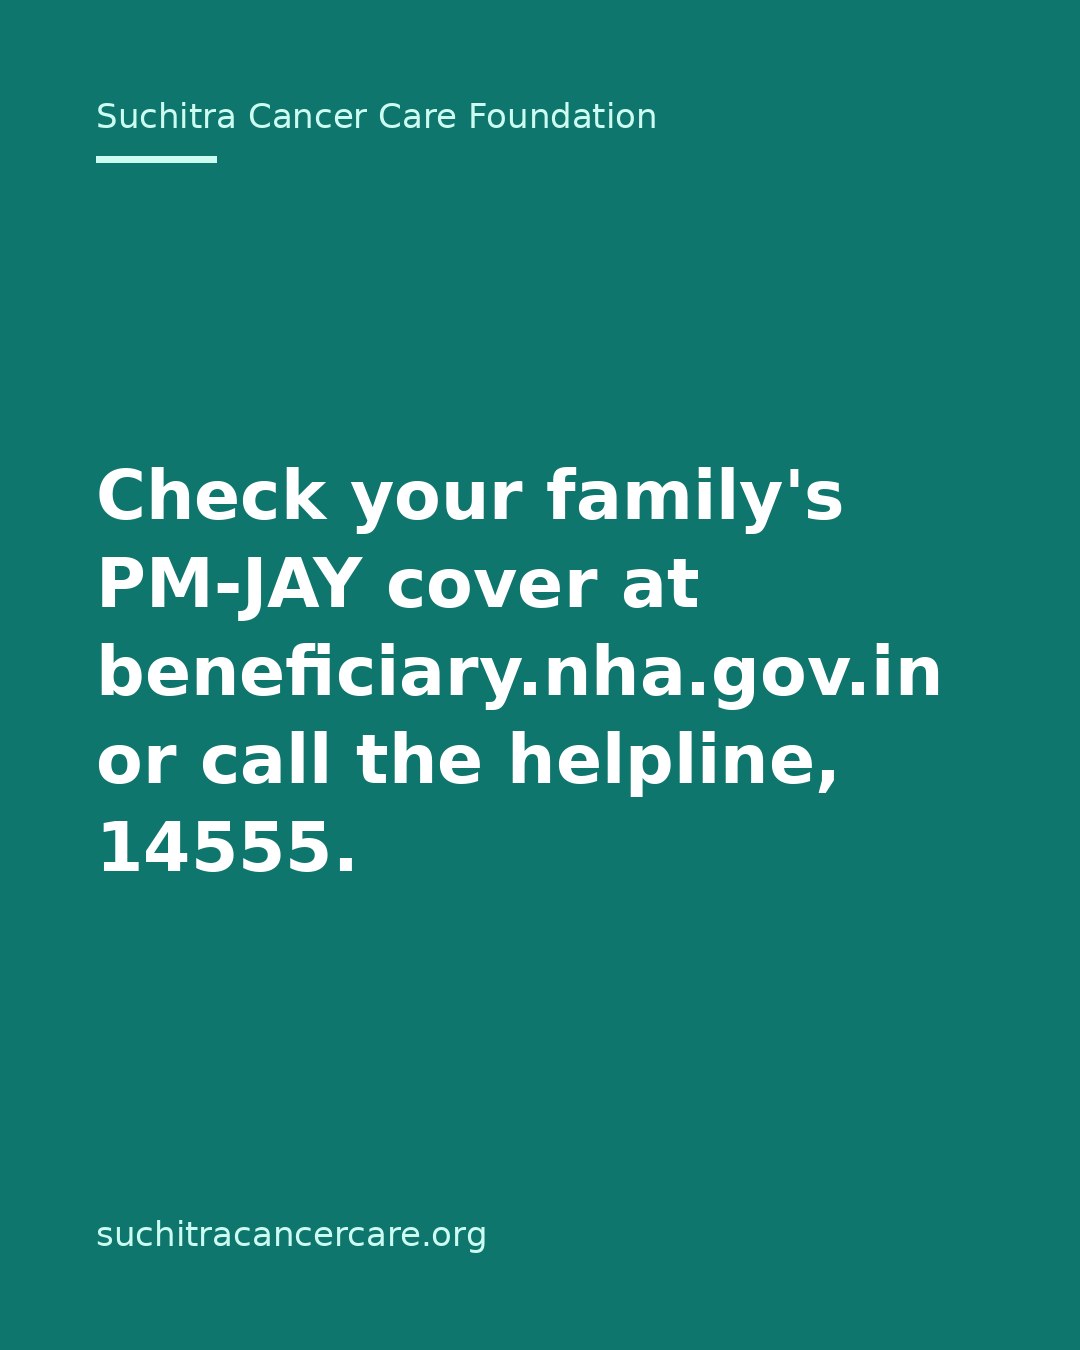 Suchitra Cancer Care Foundation
Check your family's
PM-JAY cover at
beneficiary.nha.gov.in
or call the helpline,
14555.
suchitracancercare.org